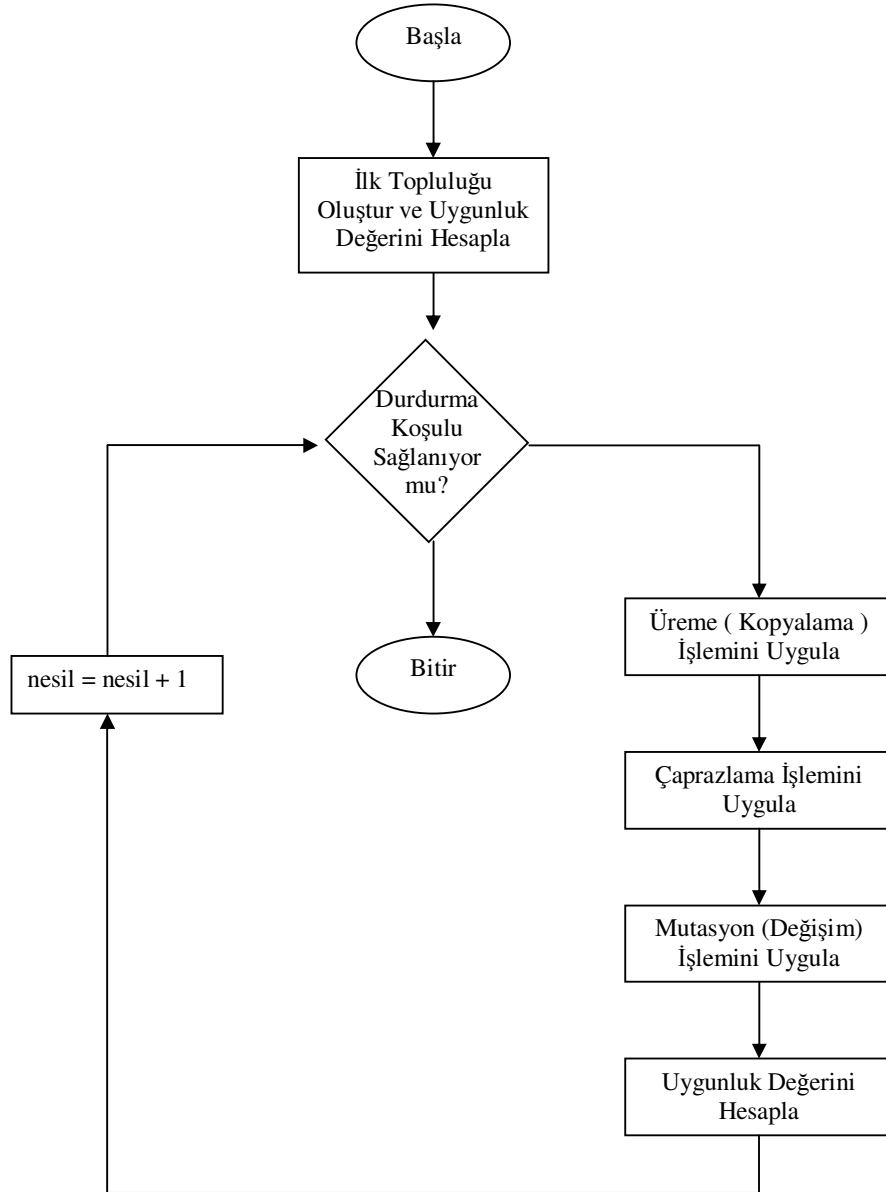 Başla
İlk Topluluğu
Oluştur ve Uygunluk
Değerini Hesapla
Durdurma
Koşulu
Sağlanıyor
mu?
Üreme ( Kopyalama )
İşlemini Uygula
nesil = nesil + 1
Bitir
Çaprazlama İşlemini
Uygula
Mutasyon (Değişim)
İşlemini Uygula
Uygunluk Değerini
Hesapla